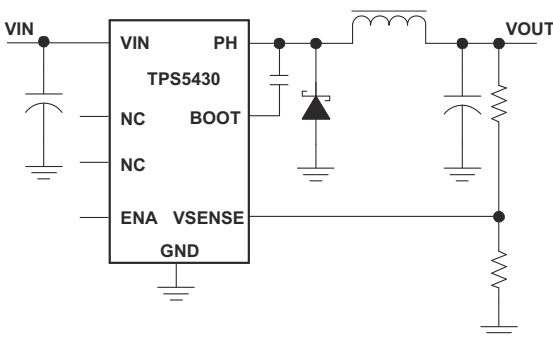 VIN
VOUT
VIN
PH
TPS5430
NC
BOOT
NC
ENA
VSENSE
GND